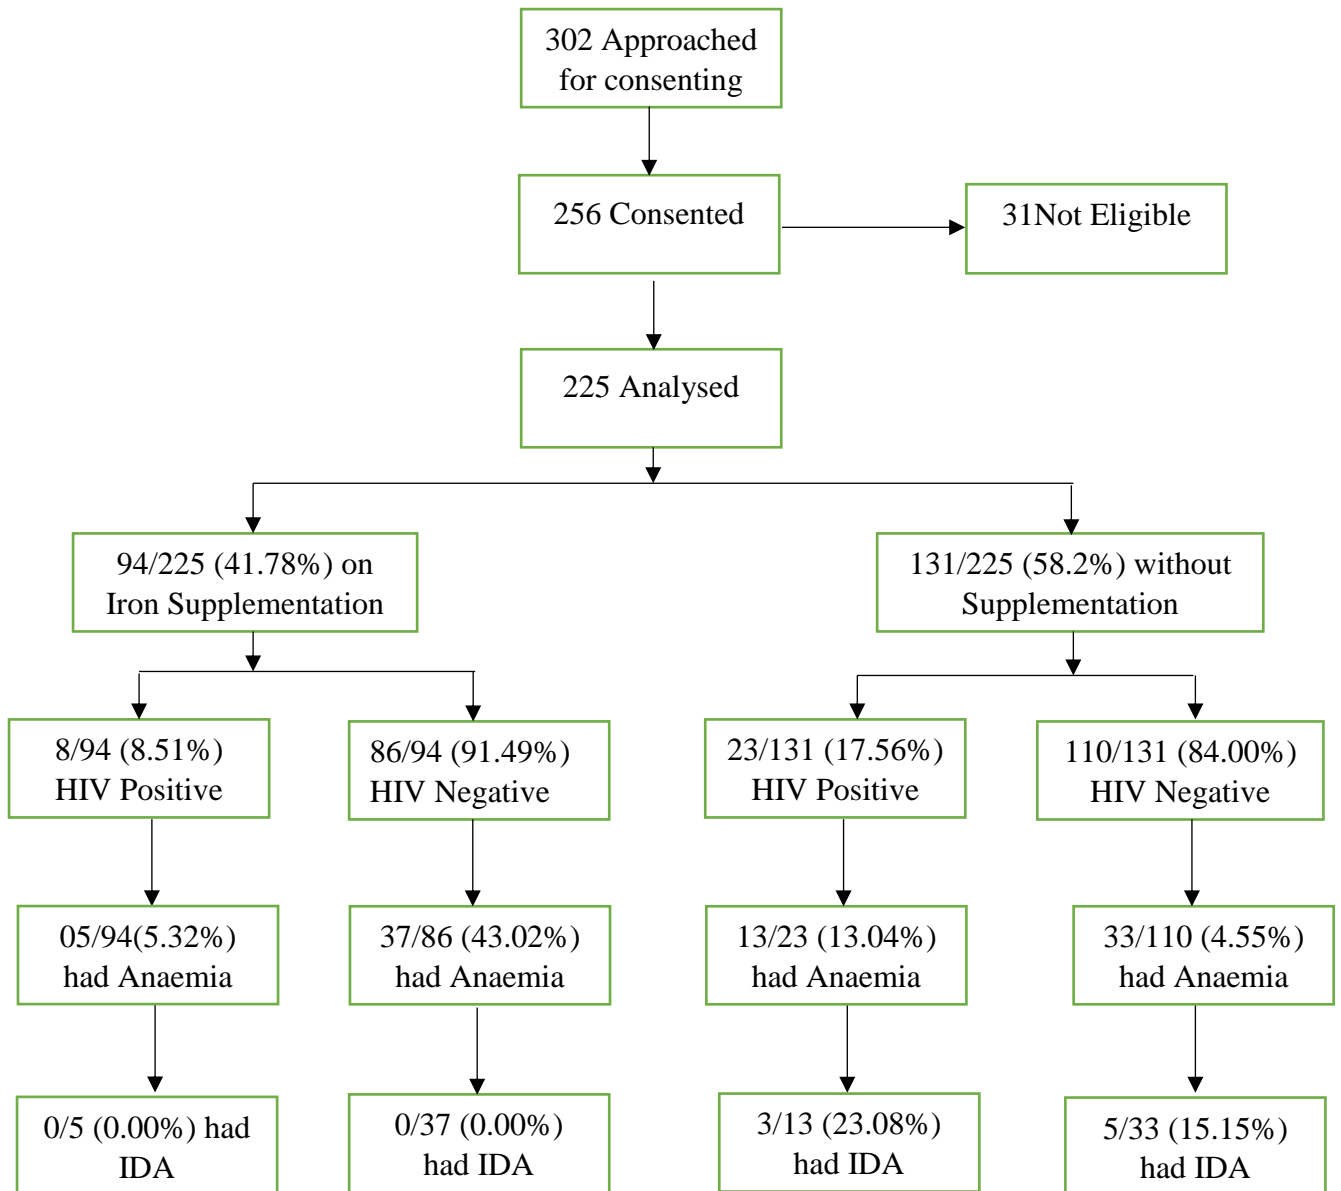 302 Approached
for consenting
256 Consented
31Not Eligible
225 Analysed
94/225 (41.78%) on
Iron Supplementation
131/225 (58.2%) without
Supplementation
8/94 (8.51%)
HIV Positive
86/94 (91.49%)
HIV Negative
23/131 (17.56%)
HIV Positive
110/131 (84.00%)
HIV Negative
05/94(5.32%)
had Anaemia
37/86 (43.02%)
had Anaemia
13/23 (13.04%)
had Anaemia
33/110 (4.55%)
had Anaemia
0/5 (0.00%) had
IDA
0/37 (0.00%)
had IDA
3/13 (23.08%)
had IDA
5/33 (15.15%)
had IDA